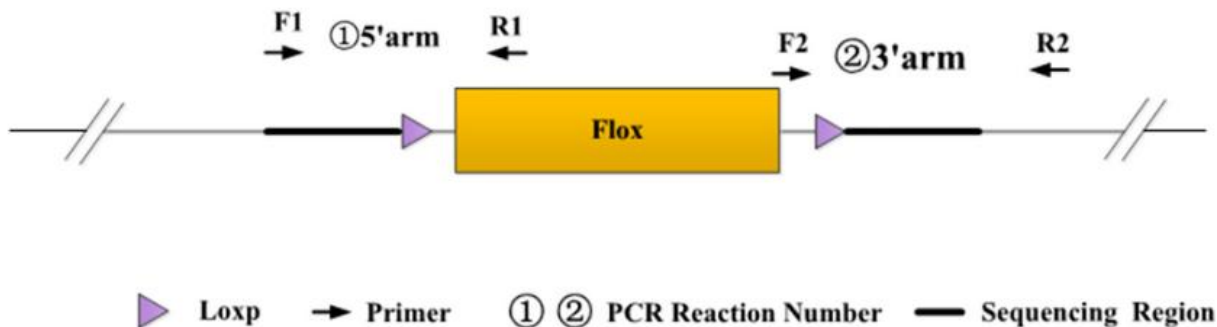 F1 ①5'arm R1 F2 ②3'arm R2
Flox
Loxp Primer ① ② PCR Reaction Number Sequencing Region